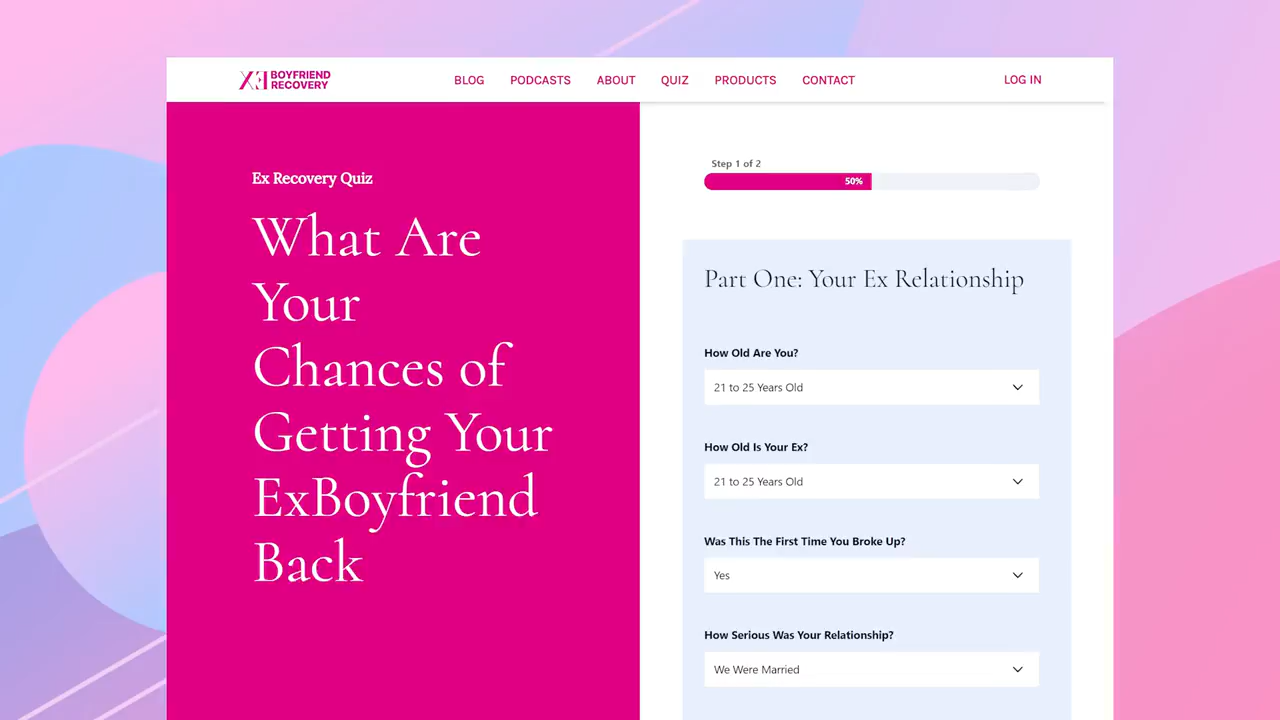 BOYFRIEND
RECOVERY
BLOG PODCASTS ABOUT QUIZ PRODUCTS CONTACT LOG IN
Ex Recovery Quiz
What Are
Your
Chances of
Getting Your
ExBoyfriend
Back
Step 1 of 2
50%
Part One: Your Ex Relationship
How Old Are You?
21 to 25 Years Old
How Old Is Your Ex?
21 to 25 Years Old
Was This The First Time You Broke Up?
Yes
How Serious Was Your Relationship?
We Were Married